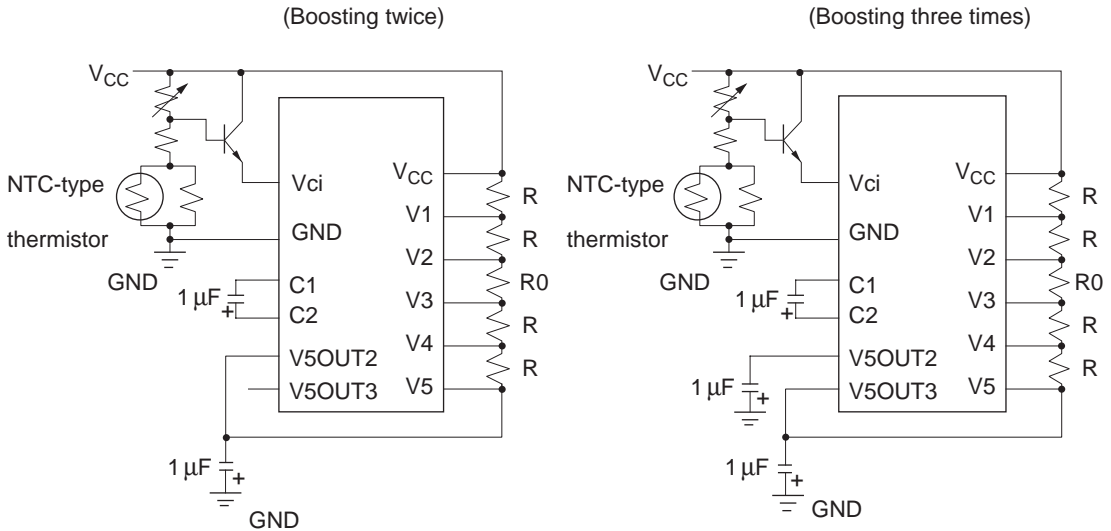 (Boosting twice)
VCC
NTC-type
thermistor
GND
Vci
GND
C1
C2
V5OUT2
V5OUT3
1 μF
+
1 μF
+
GND
VCC
V1
V2
V3
V4
V5
R
R
R0
R
R
(Boosting three times)
VCC
NTC-type
thermistor
GND
Vci
GND
C1
C2
V5OUT2
V5OUT3
1 μF
+
1 μF
+
1 μF
+
GND
VCC
V1
V2
V3
V4
V5
R
R
R0
R
R